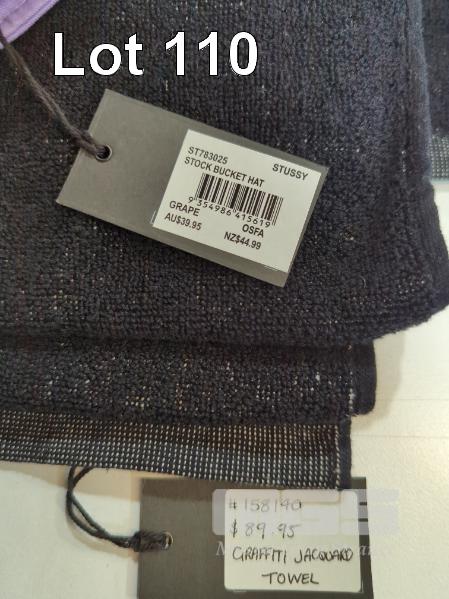 Lot 110
ST783025 STUSSY
STOCK BUCKET HAT
9 354986 415619
GRAPE OSFA
AU$39.95 NZ$44.99
# 158190
$ 89.95
GRAFFITI JACQUARD
TOWEL